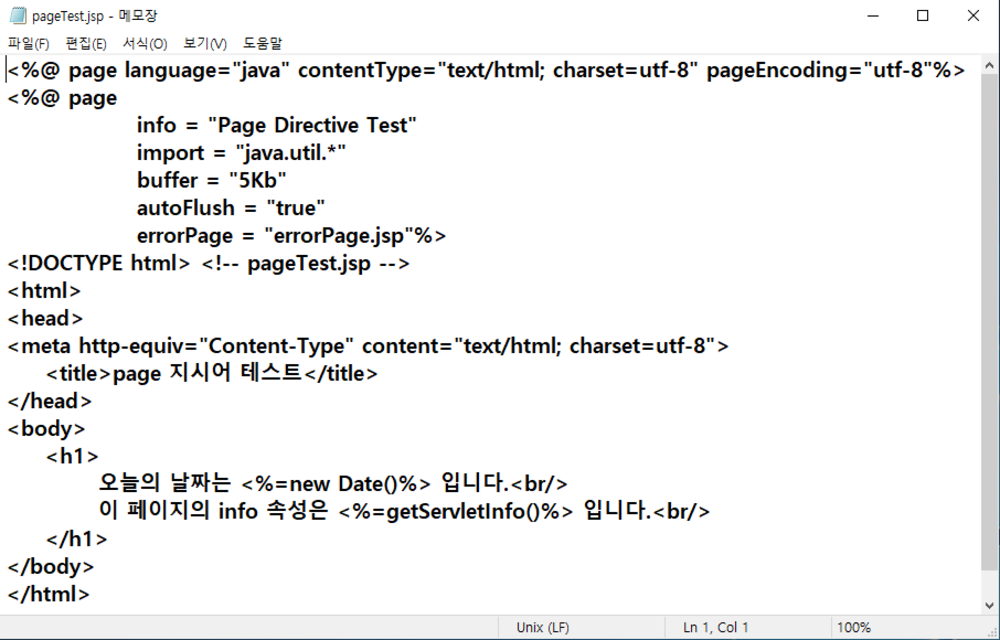 pageTest.jsp - 메모장
파일(F) 편집(E) 서식(O) 보기(V) 도움말
<%@ page language="java" contentType="text/html; charset=utf-8" pageEncoding="utf-8"%>
<%@ page
info = "Page Directive Test"
import = "java.util.*"
buffer = "5Kb"
autoFlush = "true"
errorPage = "errorPage.jsp"%>
<!DOCTYPE html> <!-- pageTest.jsp -->
<html>
<head>
<meta http-equiv="Content-Type" content="text/html; charset=utf-8">
<title>page 지시어 테스트</title>
</head>
<body>
<h1>
오늘의 날짜는 <%=new Date()%> 입니다.<br/>
이 페이지의 info 속성은 <%=getServletInfo()%> 입니다.<br/>
</h1>
</body>
</html>
Unix (LF) Ln 1, Col 1 100%